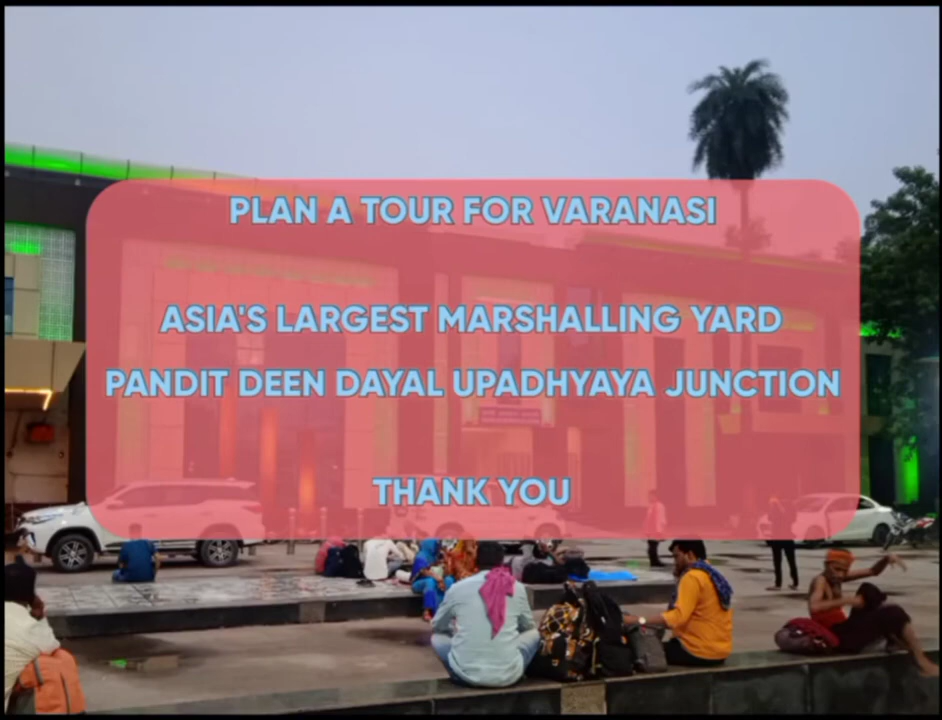 PLAN A TOUR FOR VARANASI
ASIA'S LARGEST MARSHALLING YARD
PANDIT DEEN DAYAL UPADHYAYA JUNCTION
THANK YOU